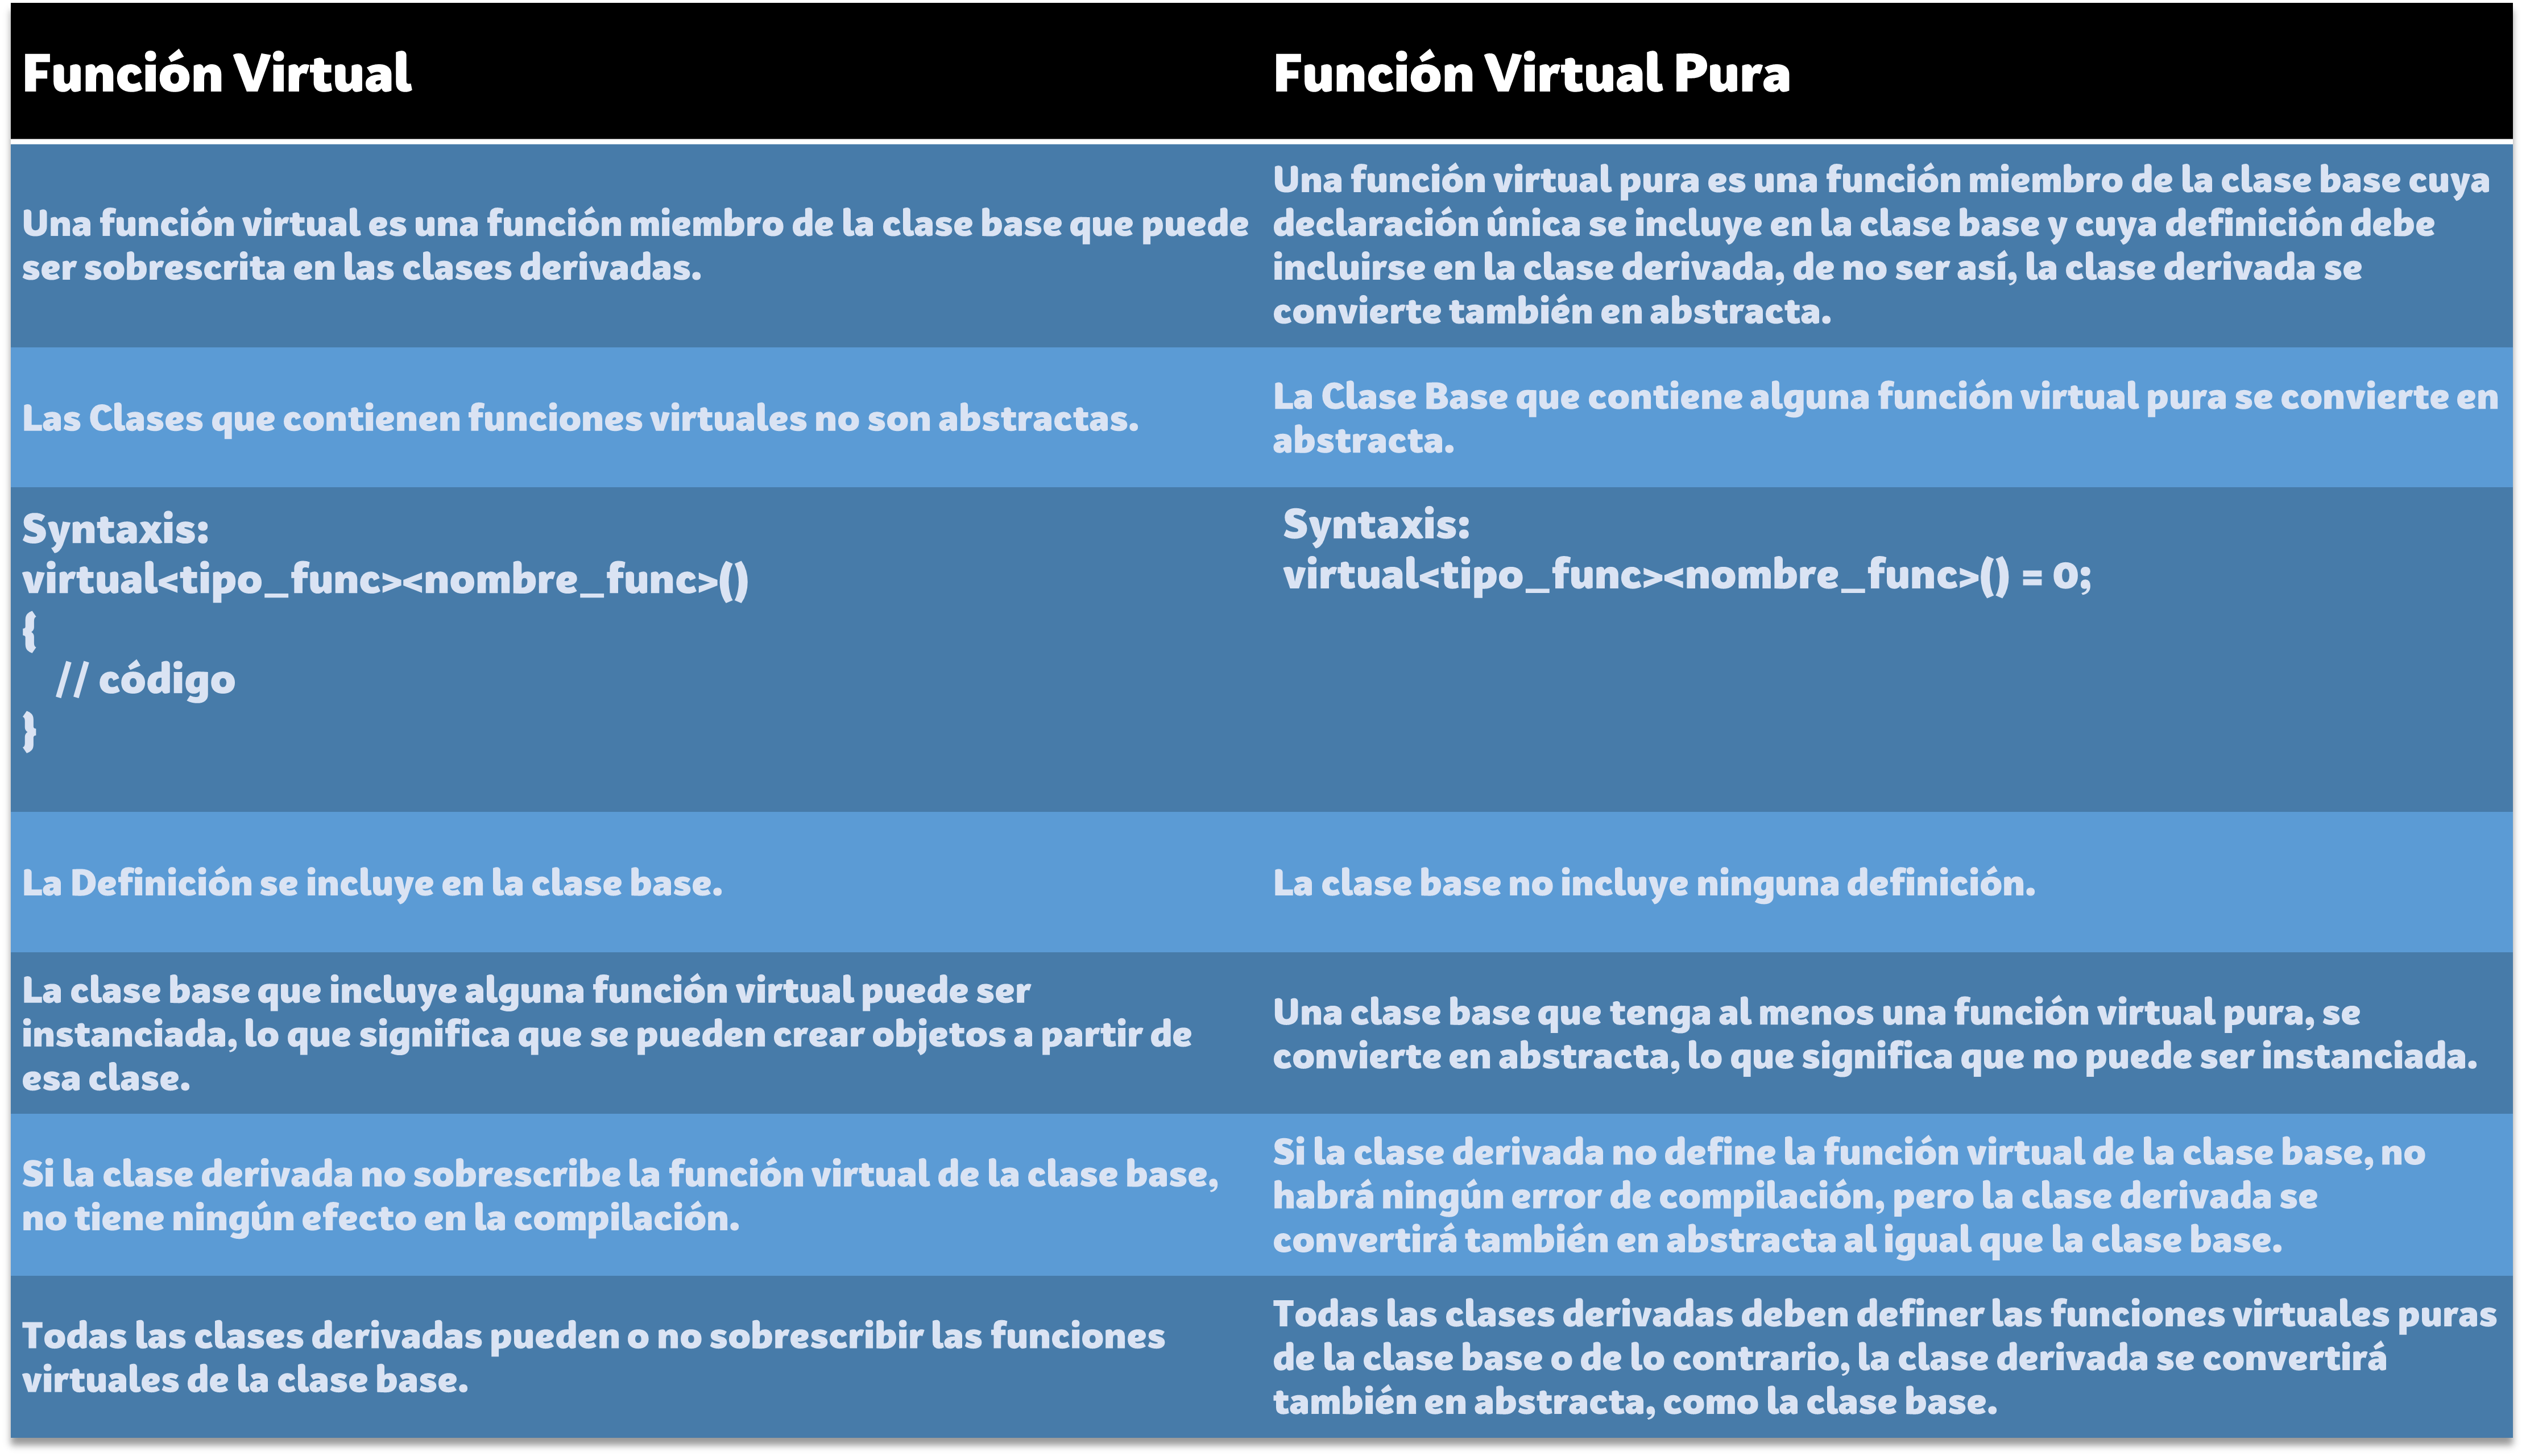 Función Virtual
Función Virtual Pura
Una función virtual es una función miembro de la clase base que puede
ser sobrescrita en las clases derivadas.
Una función virtual pura es una función miembro de la clase base cuya
declaración única se incluye en la clase base y cuya definición debe
incluirse en la clase derivada, de no ser así, la clase derivada se
convierte también en abstracta.
Las Clases que contienen funciones virtuales no son abstractas.
La Clase Base que contiene alguna función virtual pura se convierte en
abstracta.
Syntaxis:
virtual<tipo_func><nombre_func>()
{
// código
}
Syntaxis:
virtual<tipo_func><nombre_func>() = 0;
La Definición se incluye en la clase base.
La clase base no incluye ninguna definición.
La clase base que incluye alguna función virtual puede ser
instanciada, lo que significa que se pueden crear objetos a partir de
esa clase.
Una clase base que tenga al menos una función virtual pura, se
convierte en abstracta, lo que significa que no puede ser instanciada.
Si la clase derivada no sobrescribe la función virtual de la clase base,
no tiene ningún efecto en la compilación.
Si la clase derivada no define la función virtual de la clase base, no
habrá ningún error de compilación, pero la clase derivada se
convertirá también en abstracta al igual que la clase base.
Todas las clases derivadas pueden o no sobrescribir las funciones
virtuales de la clase base.
Todas las clases derivadas deben definer las funciones virtuales puras
de la clase base o de lo contrario, la clase derivada se convertirá
también en abstracta, como la clase base.